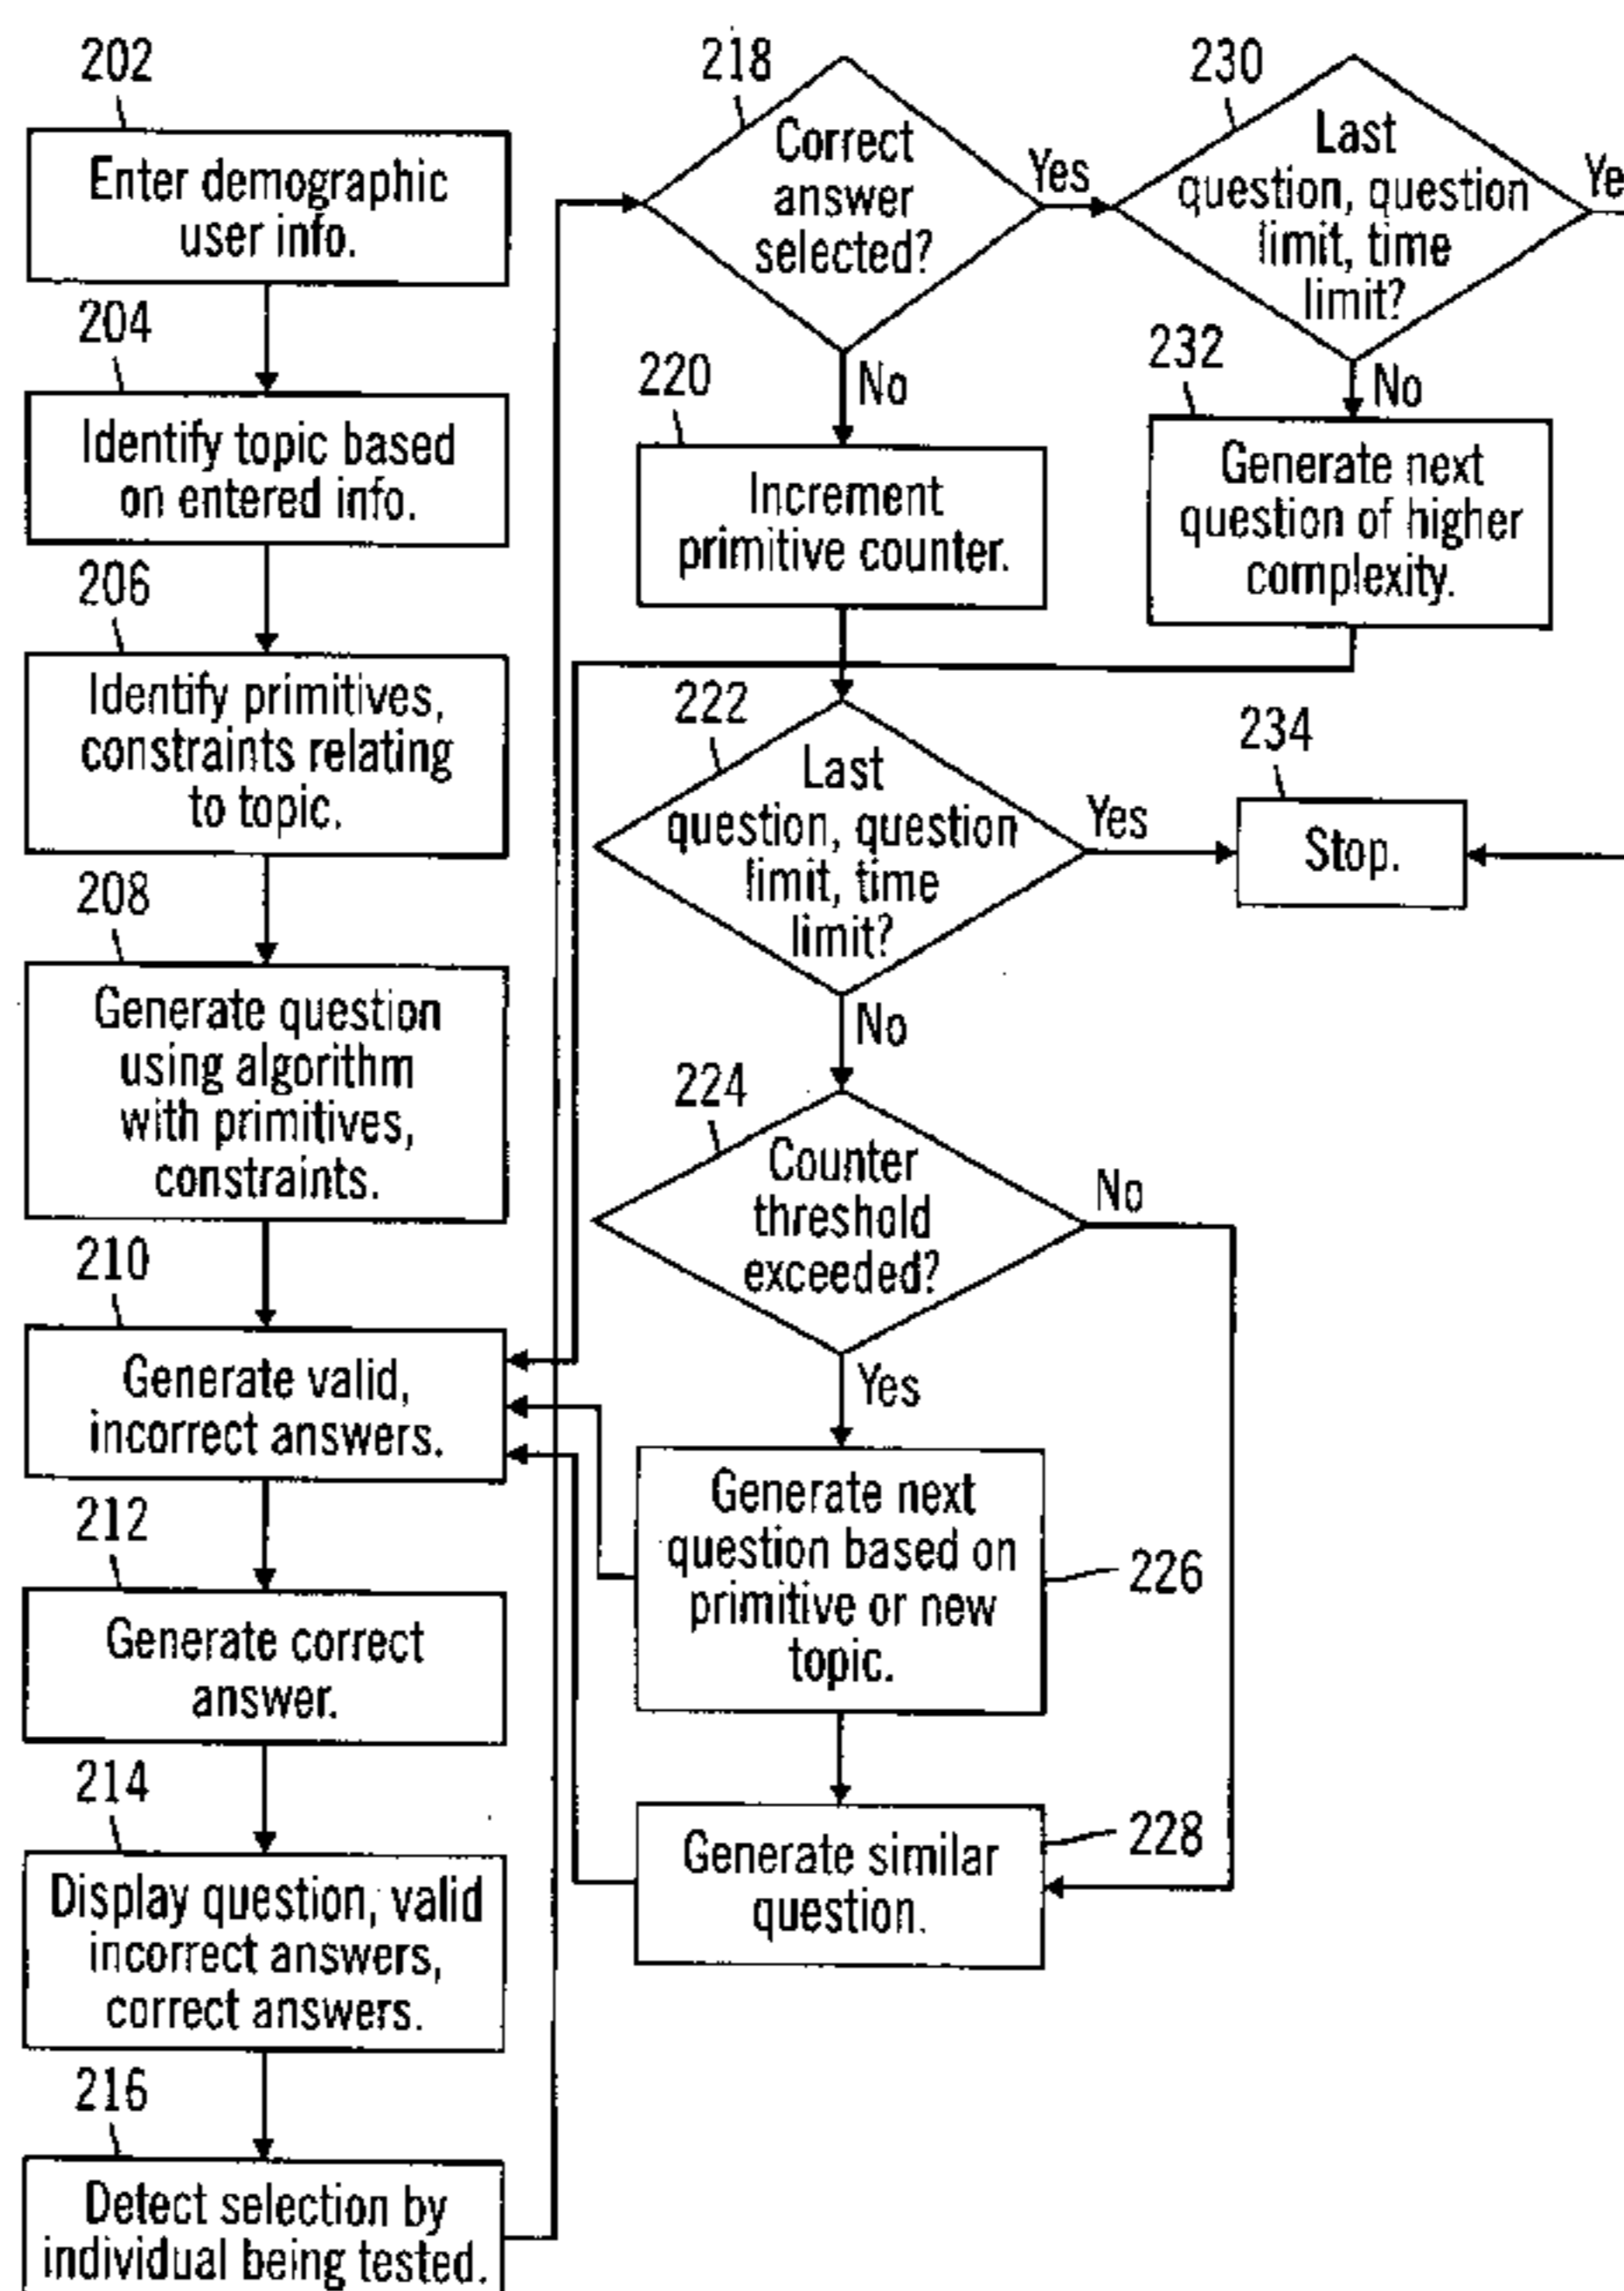 202
Enter demographic
user info.
204
Identify topic based
on entered info.
206
Identify primitives,
constraints relating
to topic.
208
Generate question
using algorithm
with primitives,
constraints.
210
Generate valid,
incorrect answers.
212
Generate correct
answer.
214
Display question, valid
incorrect answers,
correct answers.
216
Detect selection by
individual being tested.
218
Correct
answer
selected?
Yes
No
220
Increment
primitive counter.
222
Last
question, question
limit, time
limit?
Yes
No
224
Counter
threshold
exceeded?
No
Yes
Generate next
question based on
primitive or new
topic.
226
Generate similar
question.
228
230
Last
question, question
limit, time
limit?
Ye
No
232
Generate next
question of higher
complexity.
234
Stop.